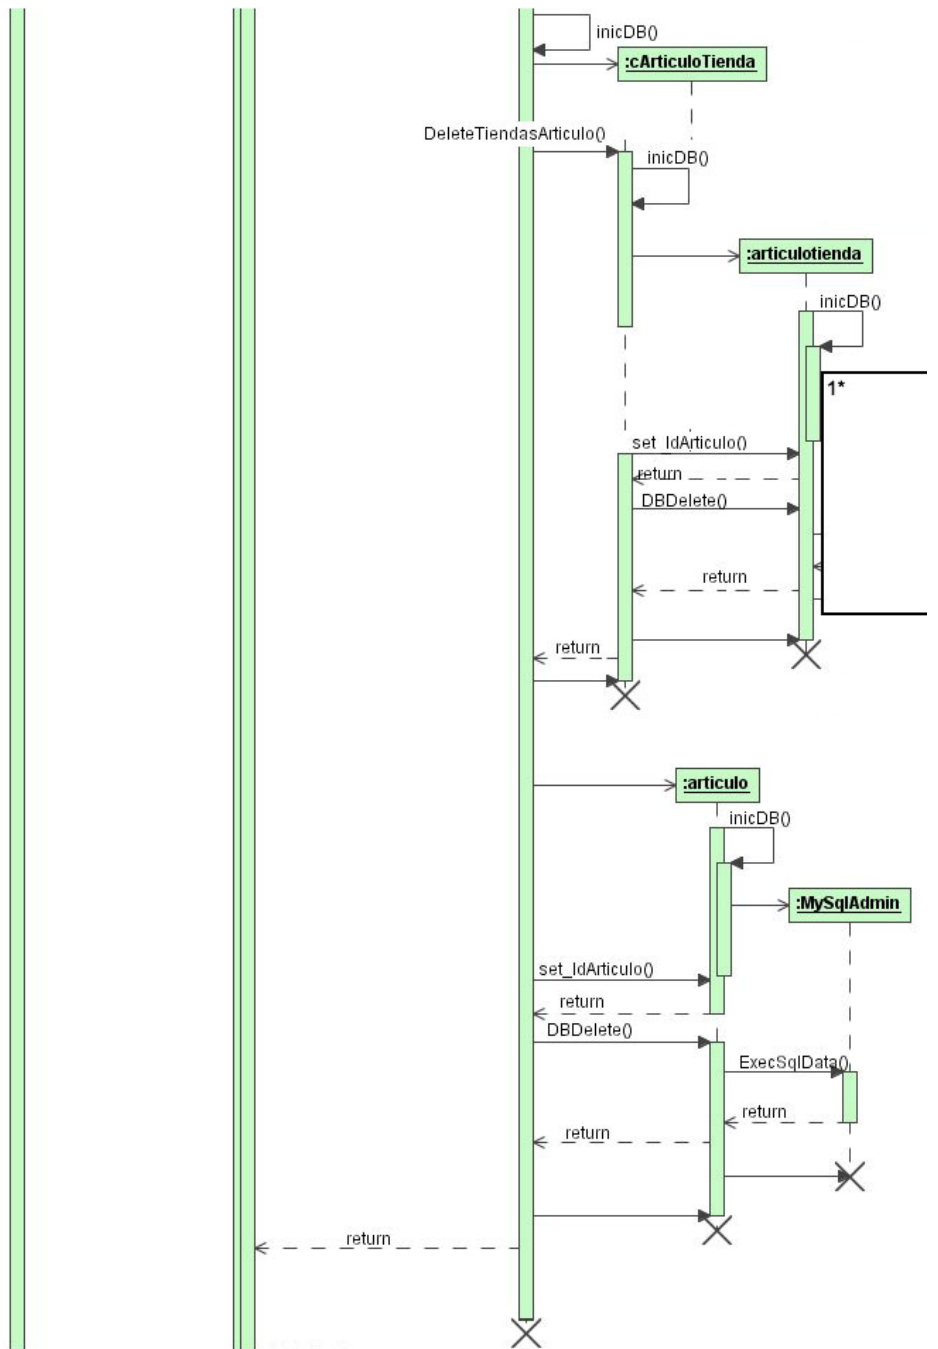 inicDB()
:cArticuloTienda
DeleteTiendasArticulo()
inicDB()
:articulotienda
inicDB()
1*
set_IdArticulo()
return
DBDelete()
return
return
:articulo
inicDB()
:MySqlAdmin
set_IdArticulo()
return
DBDelete()
ExecSqlData()
return
return
return